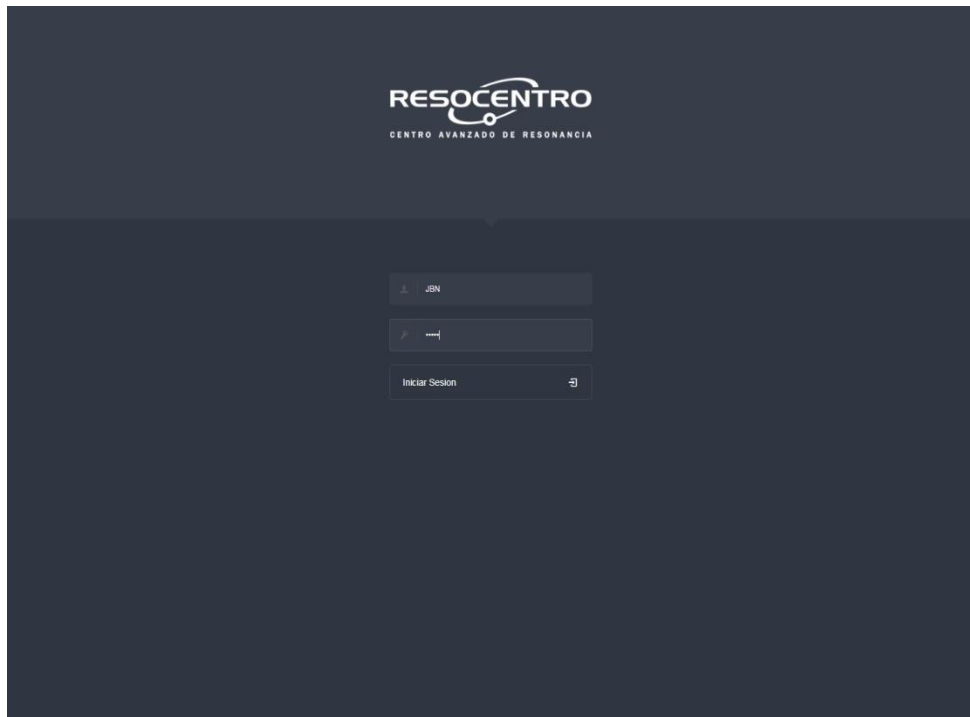 RESOCENTRO
CENTRO AVANZADO DE RESONANCIA
JBN
•••••
Iniciar Sesion